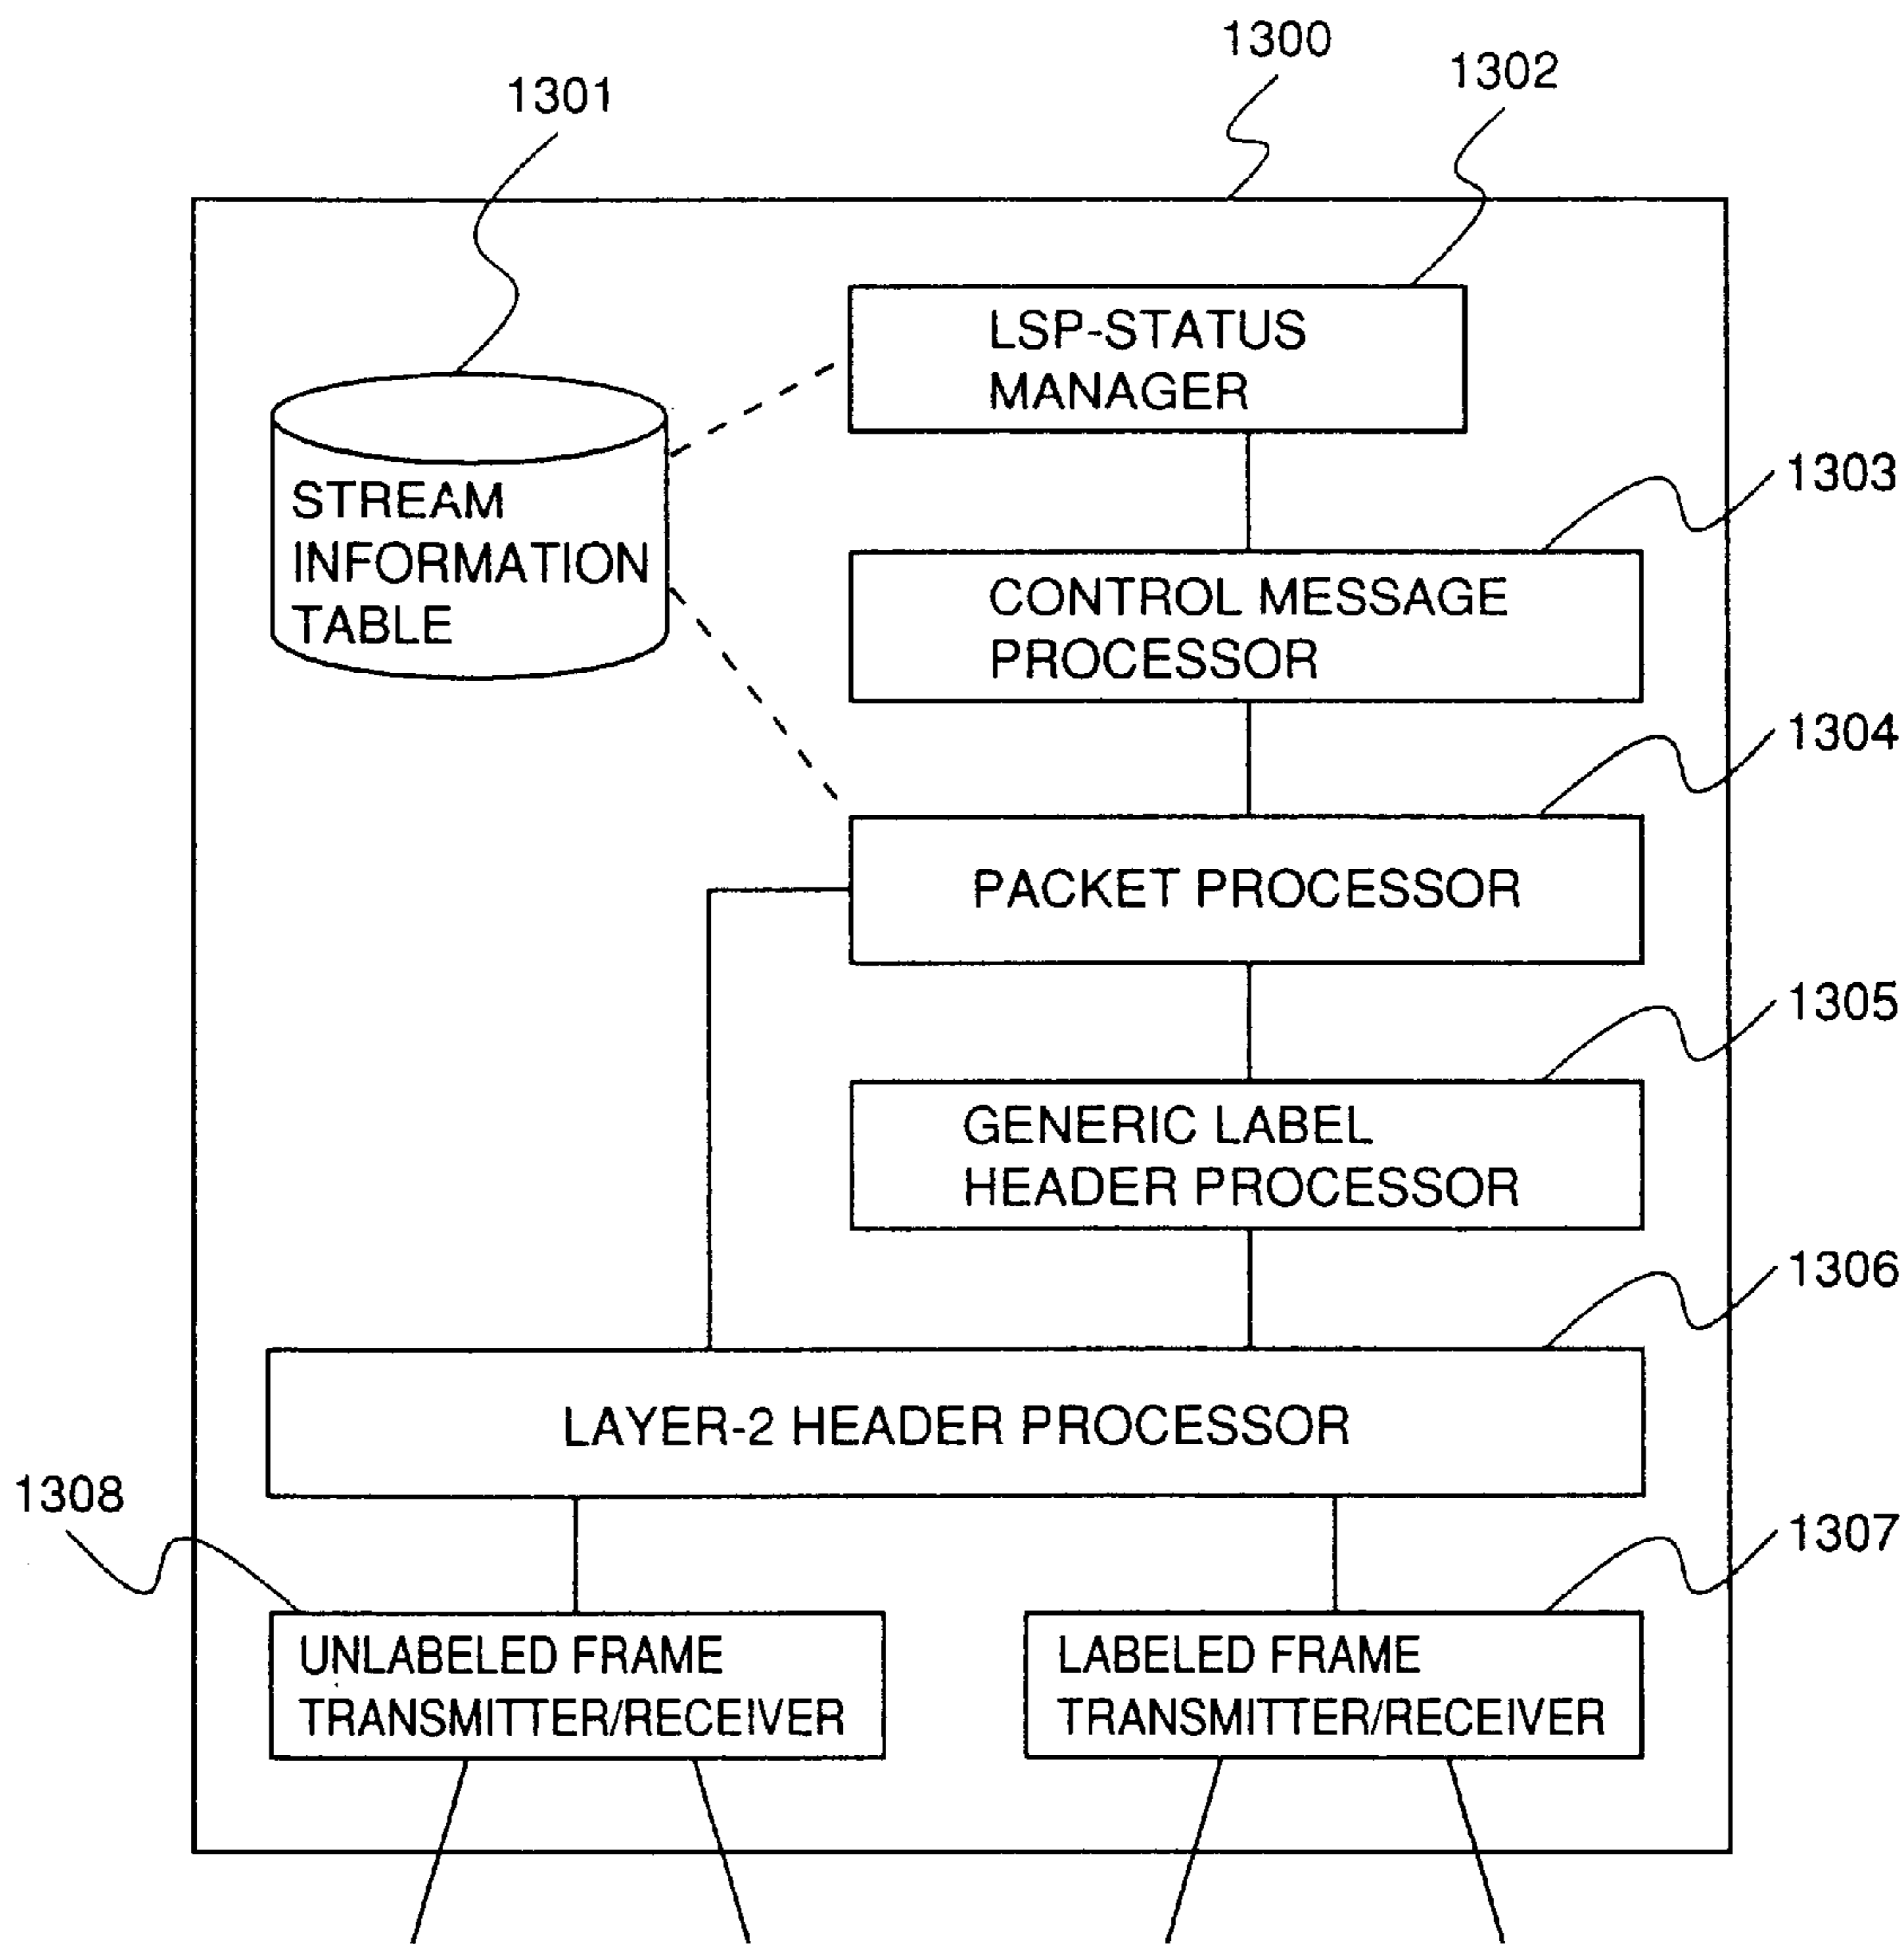 1300
1302
1301
LSP-STATUS
MANAGER
1303
STREAM
INFORMATION
TABLE
CONTROL MESSAGE
PROCESSOR
1304
PACKET PROCESSOR
1305
GENERIC LABEL
HEADER PROCESSOR
1306
LAYER-2 HEADER PROCESSOR
1308
1307
UNLABELED FRAME
TRANSMITTER/RECEIVER
LABELED FRAME
TRANSMITTER/RECEIVER